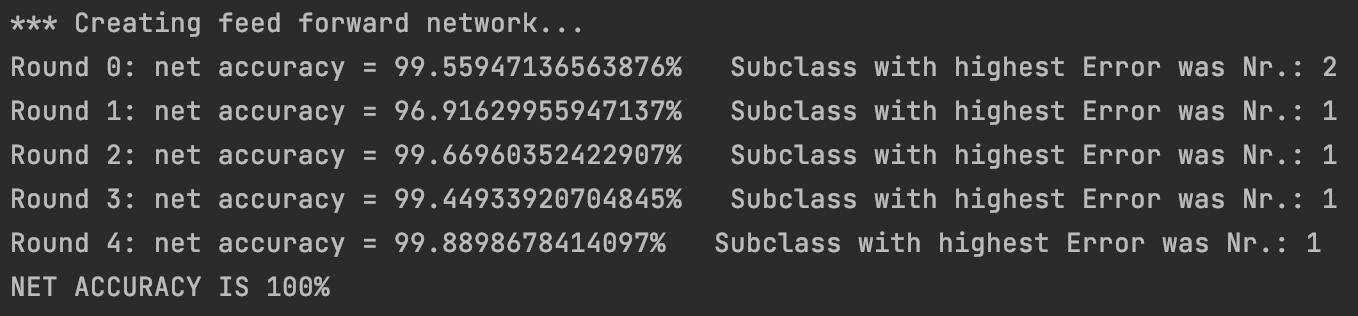 *** Creating feed forward network...
Round 0: net accuracy = 99.55947136563876%   Subclass with highest Error was Nr.: 2
Round 1: net accuracy = 96.91629955947137%   Subclass with highest Error was Nr.: 1
Round 2: net accuracy = 99.66960352422907%   Subclass with highest Error was Nr.: 1
Round 3: net accuracy = 99.44933920704845%   Subclass with highest Error was Nr.: 1
Round 4: net accuracy = 99.8898678414097%   Subclass with highest Error was Nr.: 1
NET ACCURACY IS 100%